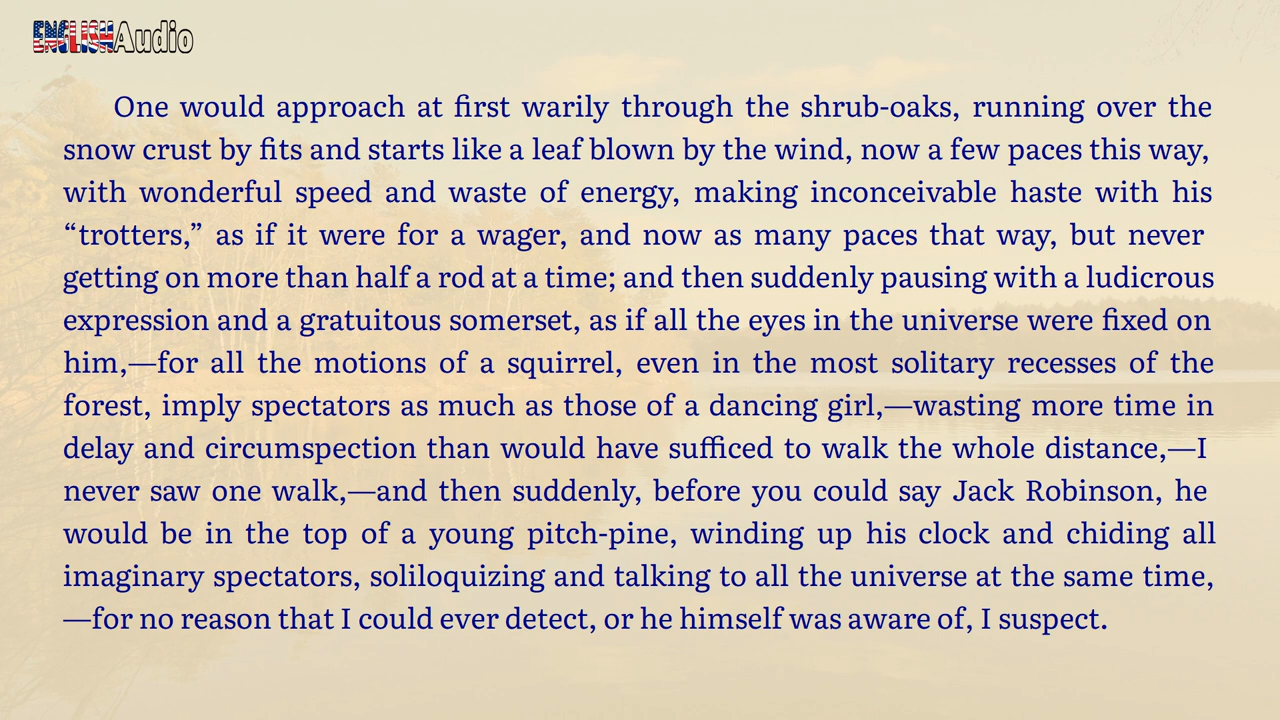 ENGLISHAudio
One would approach at first warily through the shrub-oaks, running over the
snow crust by fits and starts like a leaf blown by the wind, now a few paces this way,
with wonderful speed and waste of energy, making inconceivable haste with his
“trotters,” as if it were for a wager, and now as many paces that way, but never
getting on more than half a rod at a time; and then suddenly pausing with a ludicrous
expression and a gratuitous somerset, as if all the eyes in the universe were fixed on
him,—for all the motions of a squirrel, even in the most solitary recesses of the
forest, imply spectators as much as those of a dancing girl,—wasting more time in
delay and circumspection than would have sufficed to walk the whole distance,—I
never saw one walk,—and then suddenly, before you could say Jack Robinson, he
would be in the top of a young pitch-pine, winding up his clock and chiding all
imaginary spectators, soliloquizing and talking to all the universe at the same time,
—for no reason that I could ever detect, or he himself was aware of, I suspect.